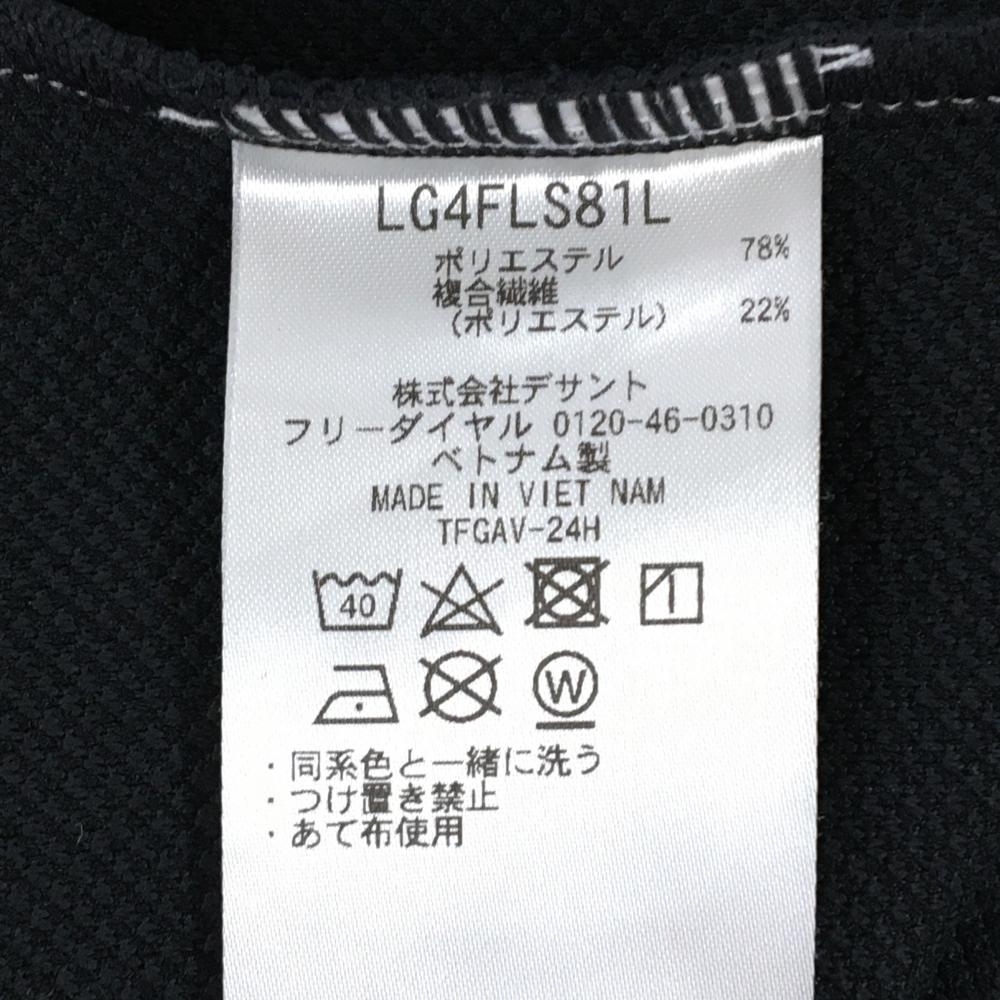 LG4FLS81L
ポリエステル 78%
複合繊維
(ポリエステル) 22%
株式会社デサント
フリーダイヤル 0120-46-0310
ベトナム製
MADE IN VIET NAM
TFGAV-24H
40
W
・同系色と一緒に洗う
・つけ置き禁止
・あて布使用